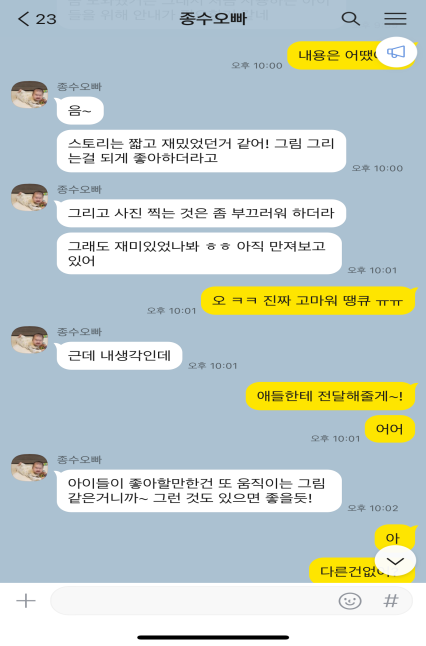 23
종수오빠
내용은 어땠
오후 10:00
종수오빠
음~
스토리는 짧고 재밌었던거 같어! 그림 그리
는걸 되게 좋아하더라고
오후 10:00
종수오빠
그리고 사진 찍는 것은 좀 부끄러워 하더라
그래도 재미있었나봐 ㅎㅎ 아직 만져보고
있어
오후 10:01
오 ㅋㅋ 진짜 고마워 땡큐 ㅠㅠ
오후 10:01
종수오빠
근데 내생각인데
오후 10:01
애들한테 전달해줄게~!
어어
오후 10:01
종수오빠
아이들이 좋아할만한건 또 움직이는 그림
같은거니까~ 그런 것도 있으면 좋을듯!
오후 10:02
아
다른건없
#